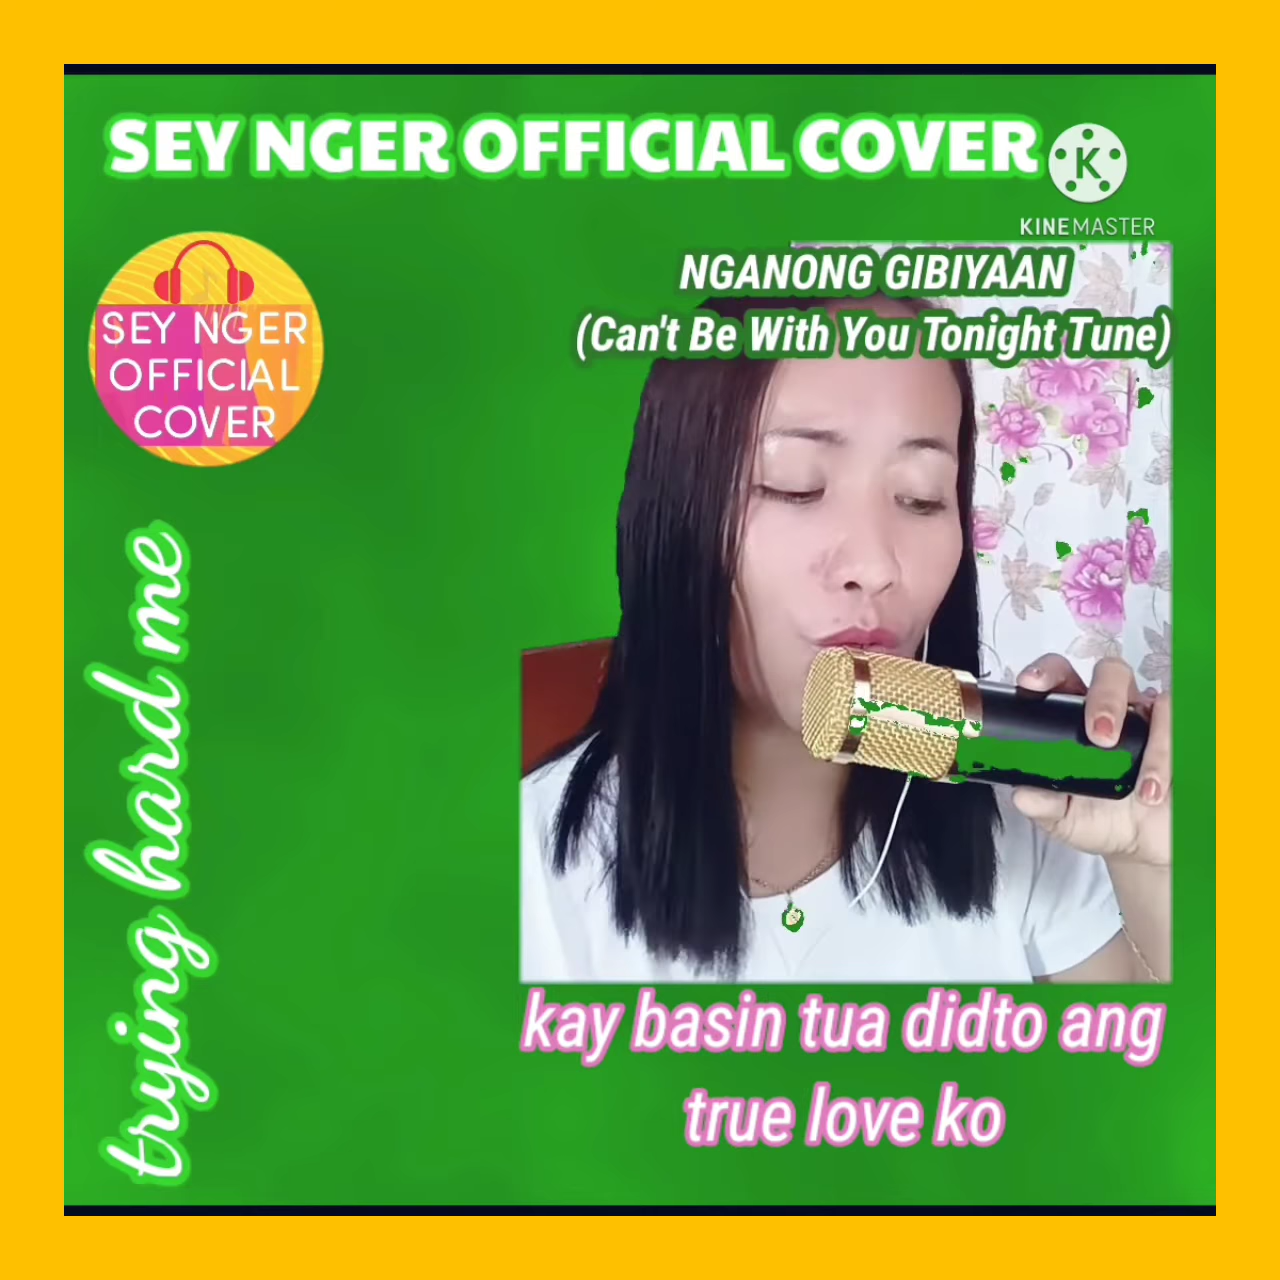 SEY NGER OFFICIAL COVER
K
KINEMASTER
SEY NGER
OFFICIAL
COVER
NGANONG GIBIYAAN
(Can't Be With You Tonight Tune)
trying hard me
kay basin tua didto ang
true love ko